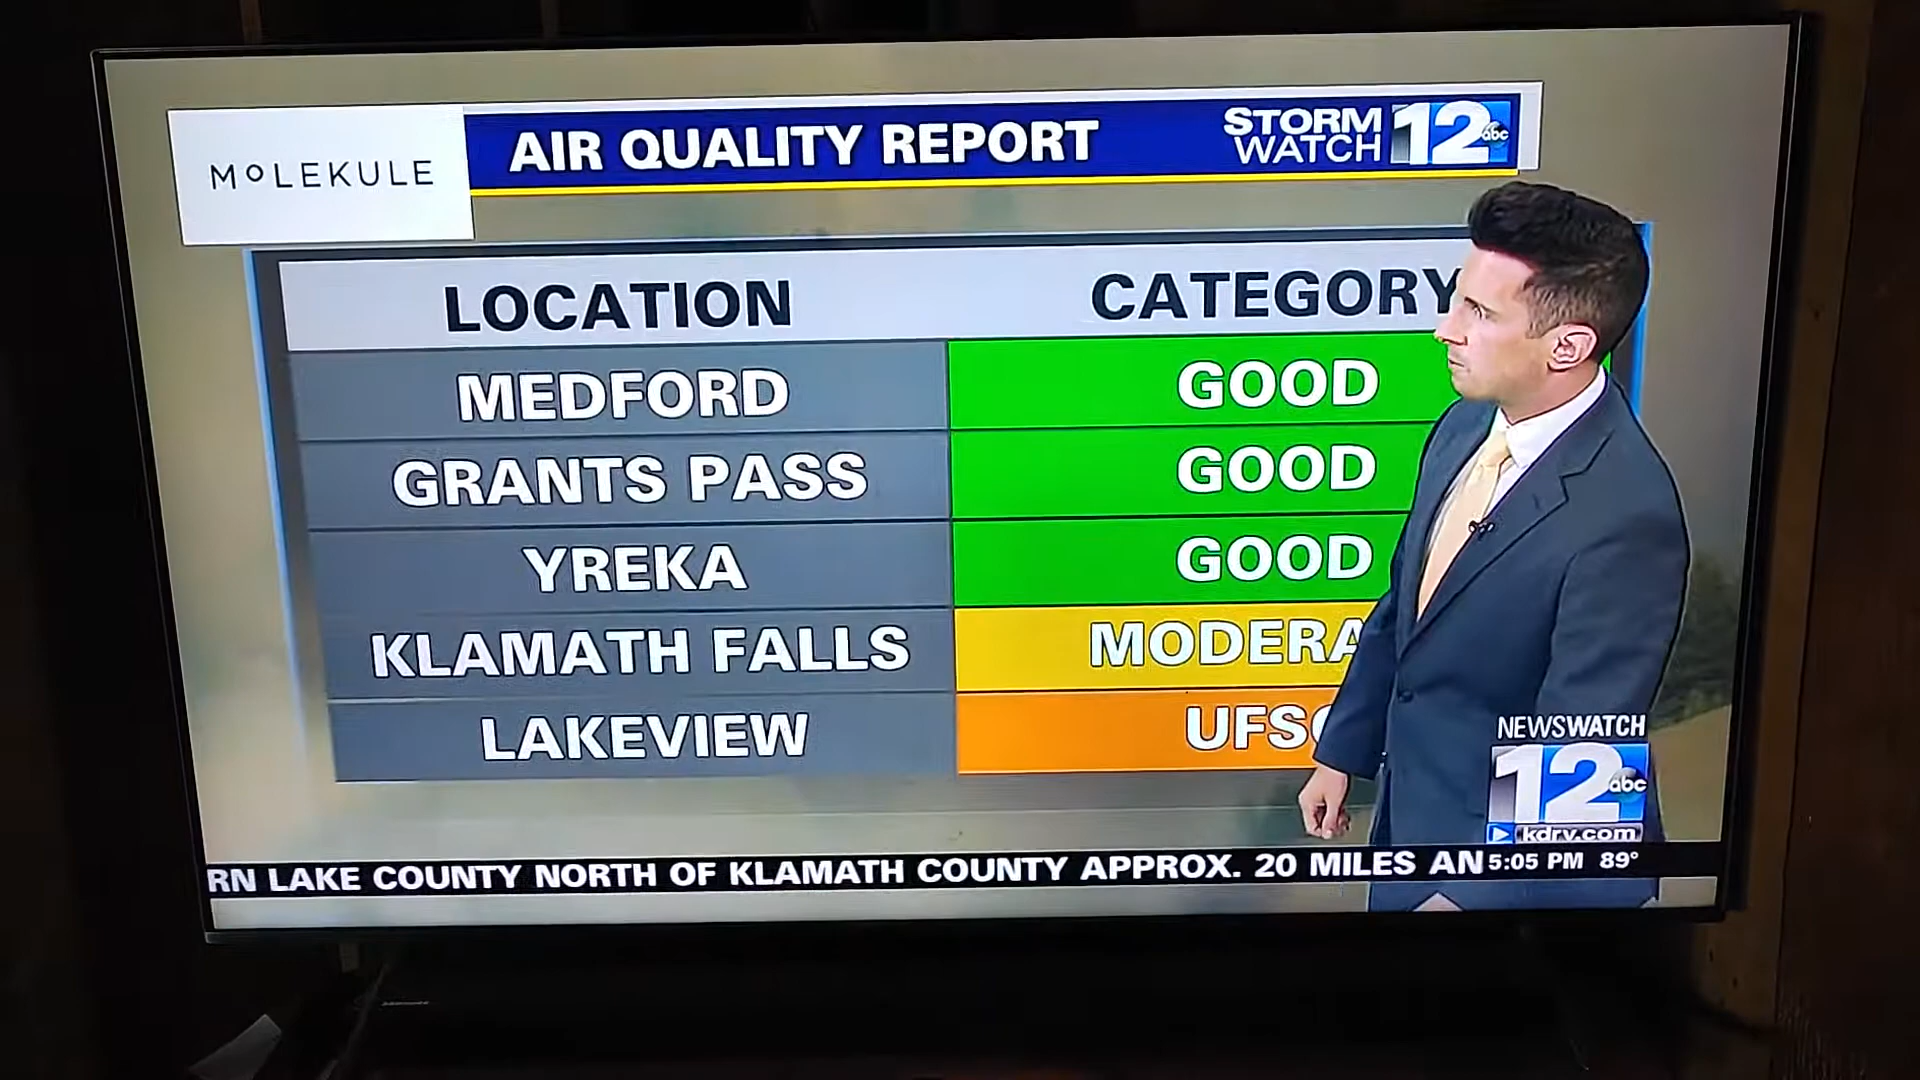 MOLEKULE
AIR QUALITY REPORT
STORM
WATCH
12
abc
LOCATION CATEGORY
MEDFORD GOOD
GRANTS PASS GOOD
YREKA GOOD
KLAMATH FALLS MODERA
LAKEVIEW UFS
NEWSWATCH
12
abc
kdrv.com
RN LAKE COUNTY NORTH OF KLAMATH COUNTY APPROX. 20 MILES AN 5:05 PM 89°